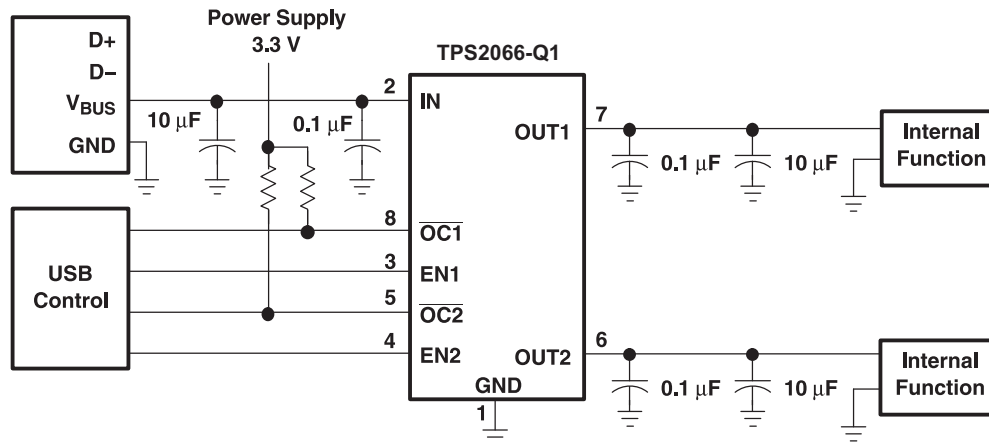 Power Supply
3.3 V
TPS2066-Q1
D+
D−
V_BUS
GND
10 µF
0.1 µF
2
IN
7
OUT1
0.1 µF
10 µF
Internal
Function
USB
Control
8
OC1
3
EN1
5
OC2
4
EN2
6
OUT2
0.1 µF
10 µF
Internal
Function
GND
1